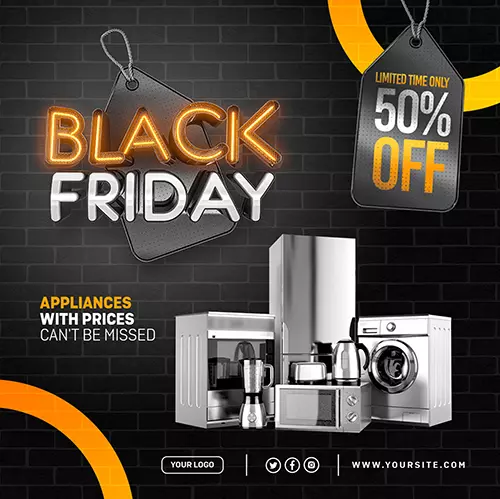 BLACK
FRIDAY
LIMITED TIME ONLY
50%
OFF
APPLIANCES
WITH PRICES
CAN'T BE MISSED
YOUR LOGO
WWW.YOURSITE.COM